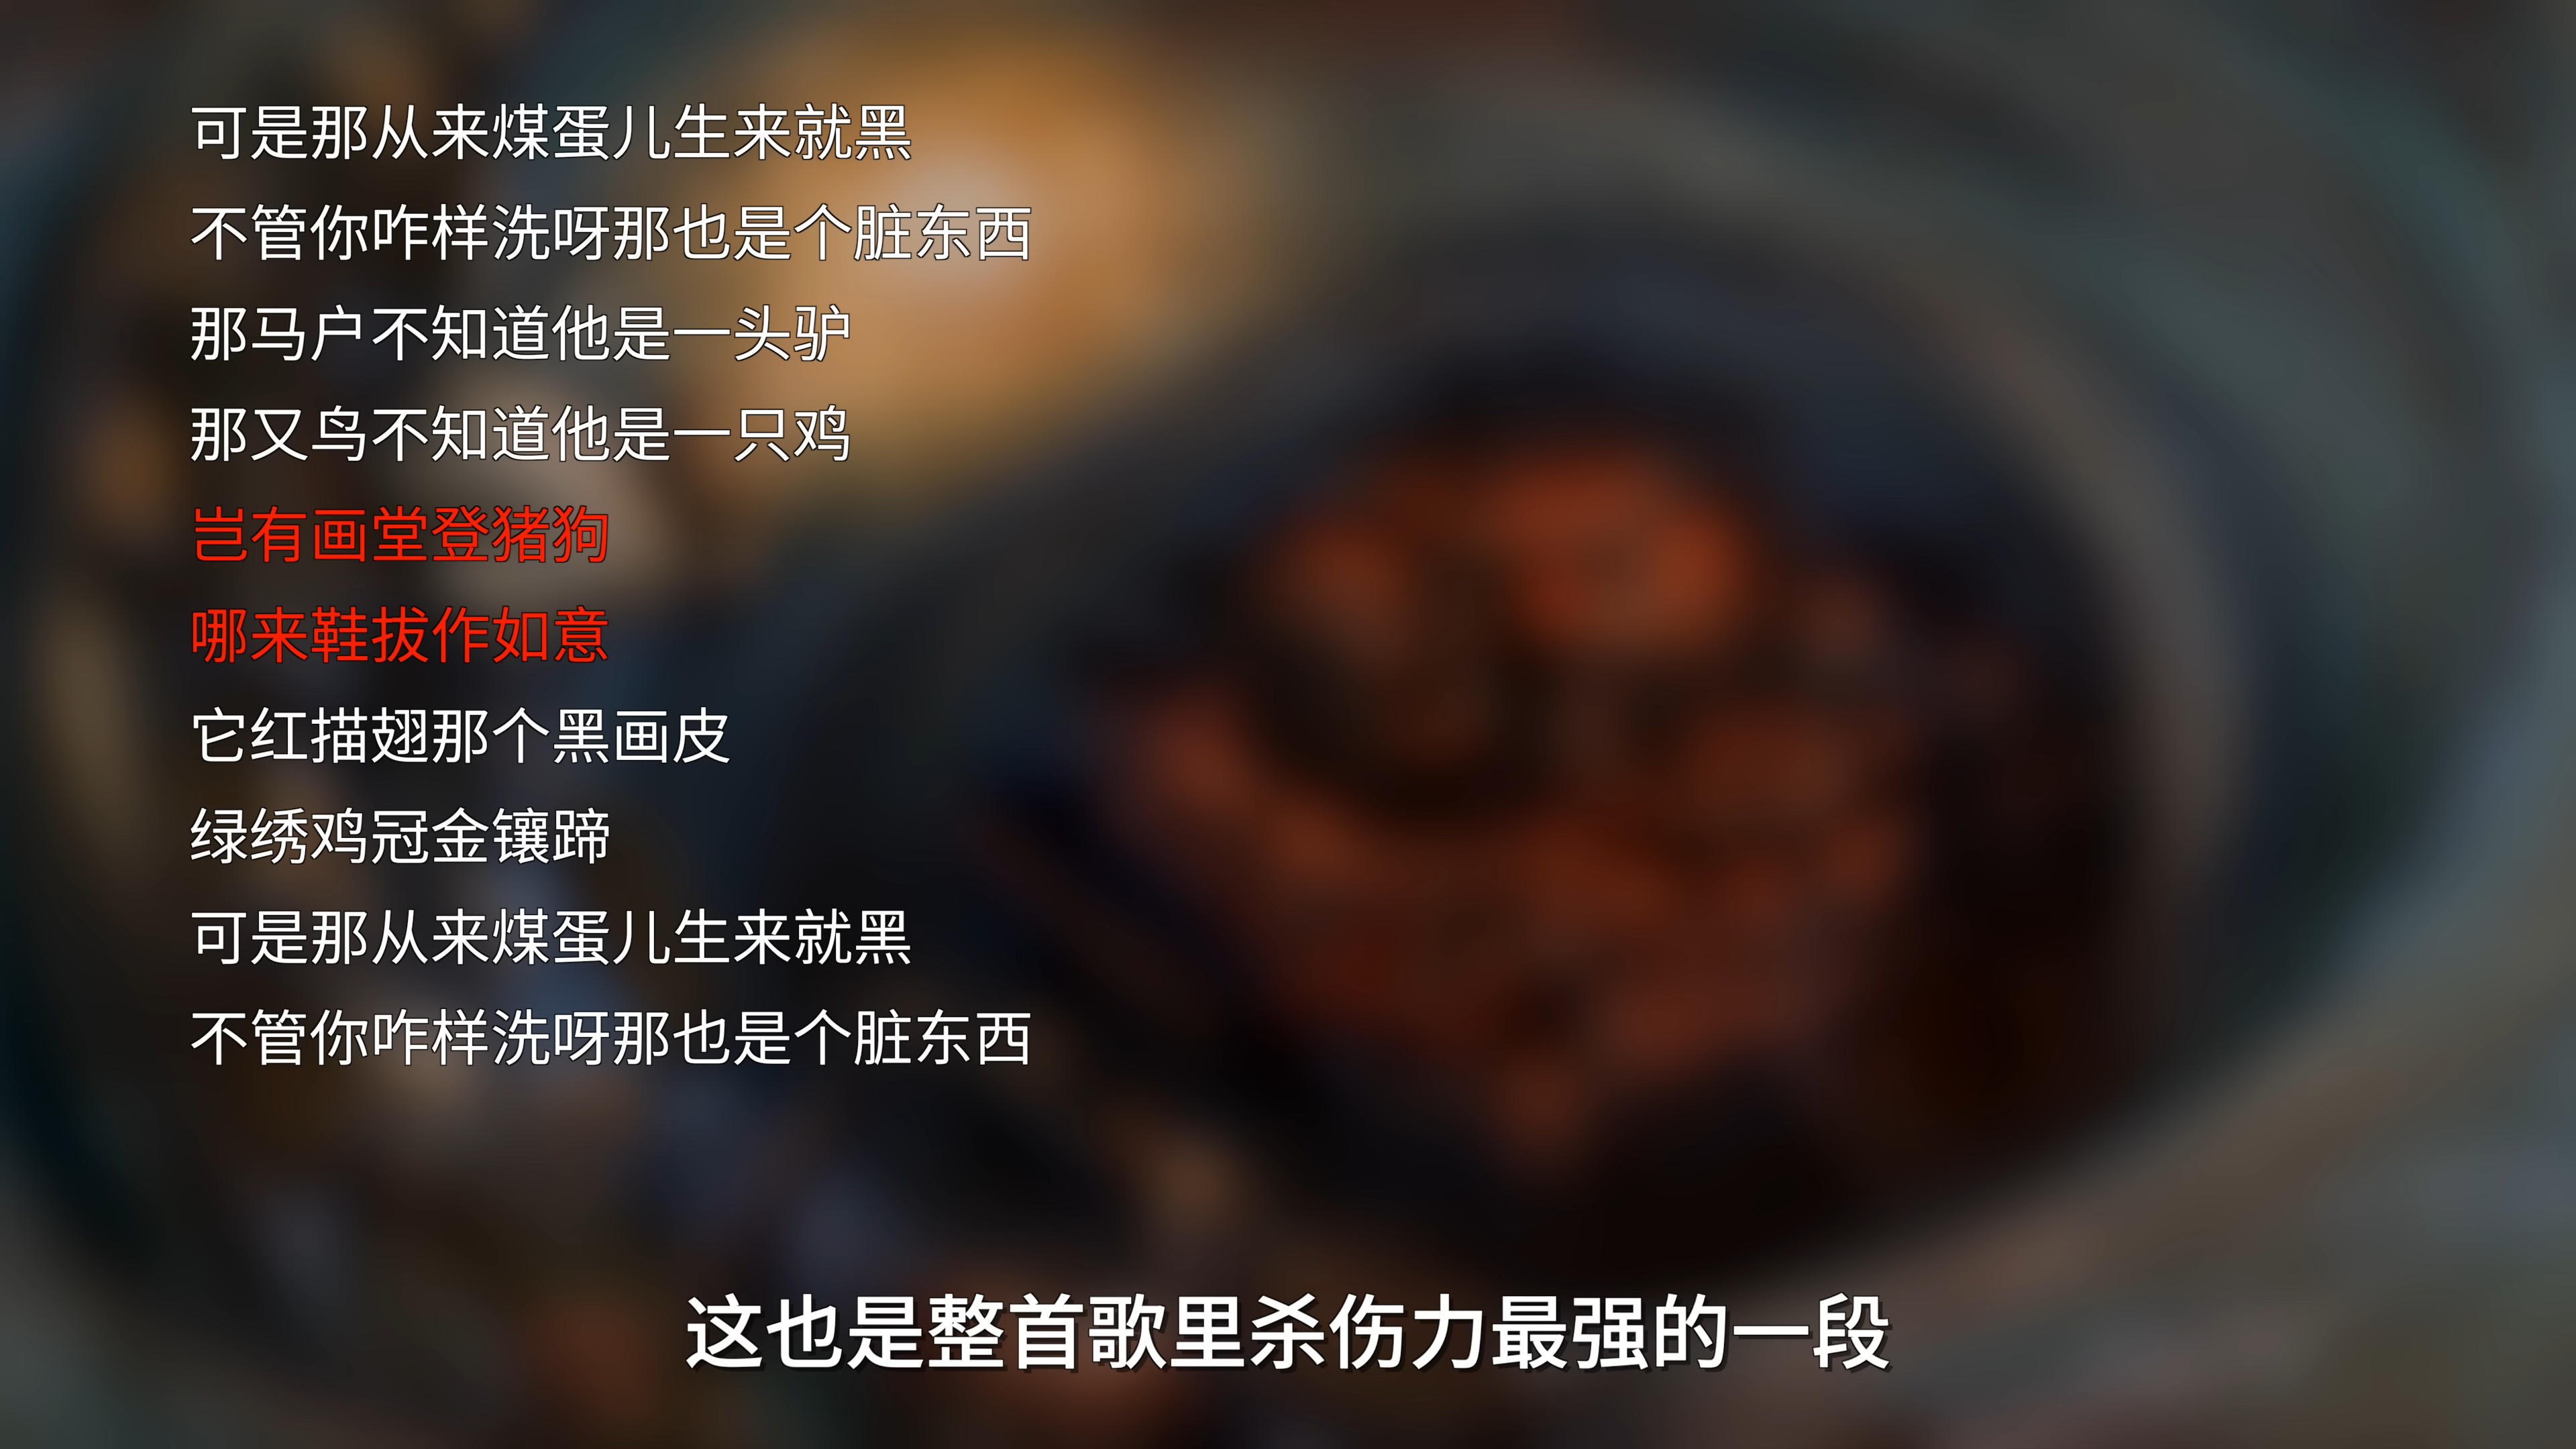 可是那从来煤蛋儿生来就黑
不管你咋样洗呀那也是个脏东西
那马户不知道他是一头驴
那又鸟不知道他是一只鸡
岂有画堂登猪狗
哪来鞋拔作如意
它红描翅那个黑画皮
绿绣鸡冠金镶蹄
可是那从来煤蛋儿生来就黑
不管你咋样洗呀那也是个脏东西
这也是整首歌里杀伤力最强的一段